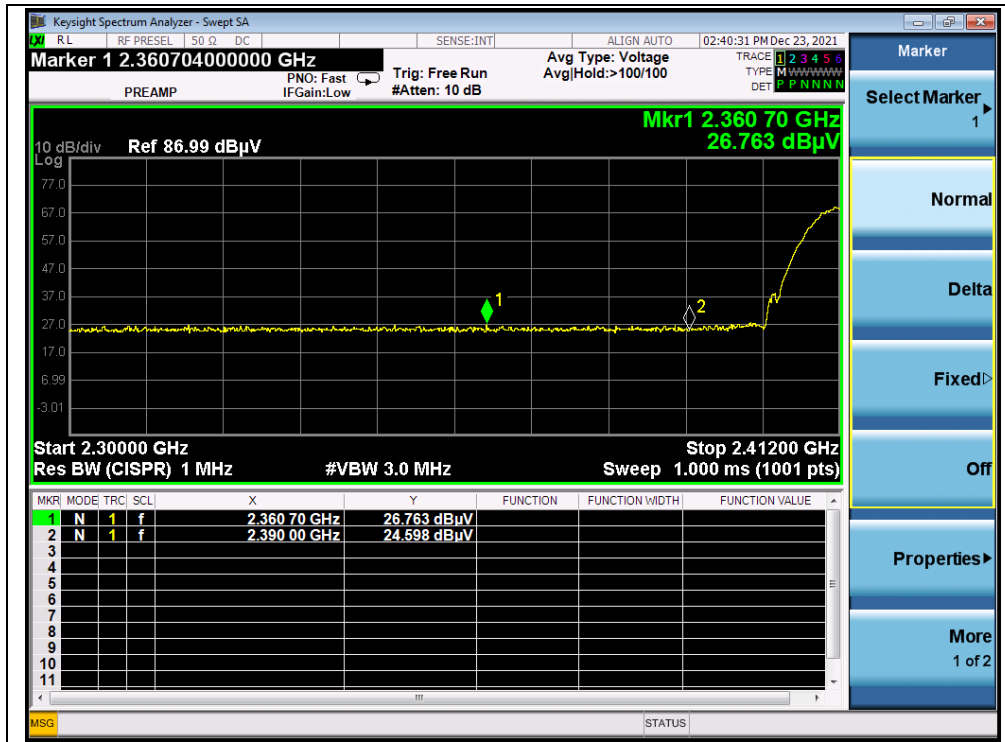 Keysight Spectrum Analyzer - Swept SA
LXI RL RF PRESEL 50 Ω DC SENSE:INT ALIGN AUTO 02:40:31 PM Dec 23, 2021
Marker 1 2.360704000000 GHz
PREAMP
PNO: Fast
IFGain:Low
Trig: Free Run
#Atten: 10 dB
Avg Type: Voltage
Avg|Hold:>100/100
TRACE 1 2 3 4 5 6
TYPE M W W W W W
DET P P N N N N
Mkr1 2.360 70 GHz
26.763 dBµV
10 dB/div Ref 86.99 dBµV
Log
77.0
67.0
57.0
47.0
37.0
27.0
17.0
6.99
-3.01
1
2
Start 2.30000 GHz Stop 2.41200 GHz
Res BW (CISPR) 1 MHz #VBW 3.0 MHz Sweep 1.000 ms (1001 pts)
MKR MODE TRC SCL X Y FUNCTION FUNCTION WIDTH FUNCTION VALUE
1 N 1 f 2.360 70 GHz 26.763 dBµV
2 N 1 f 2.390 00 GHz 24.598 dBµV
3
4
5
6
7
8
9
10
11
MSG STATUS
Marker
Select Marker
1
Normal
Delta
Fixed
Off
Properties
More
1 of 2